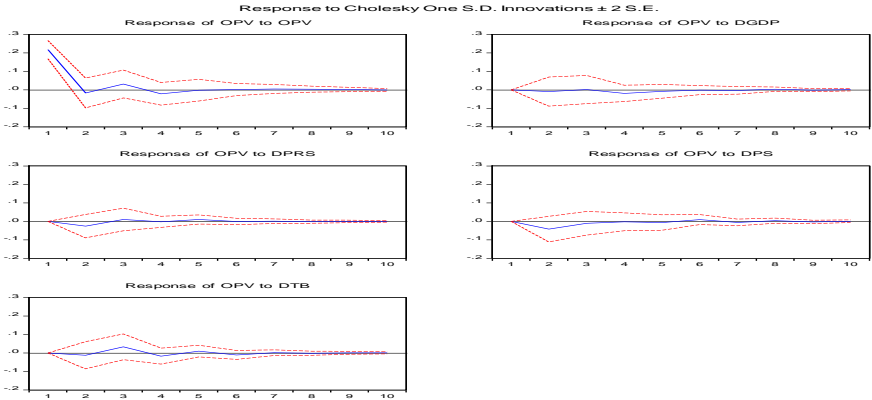 Response to Cholesky One S.D. Innovations ± 2 S.E.
Response of OPV to OPV
.3
.2
.1
.0
-.1
-.2
1 2 3 4 5 6 7 8 9 10
Response of OPV to DGDP
.3
.2
.1
.0
-.1
-.2
1 2 3 4 5 6 7 8 9 10
Response of OPV to DPRS
.3
.2
.1
.0
-.1
-.2
1 2 3 4 5 6 7 8 9 10
Response of OPV to DPS
.3
.2
.1
.0
-.1
-.2
1 2 3 4 5 6 7 8 9 10
Response of OPV to DTB
.3
.2
.1
.0
-.1
-.2
1 2 3 4 5 6 7 8 9 10